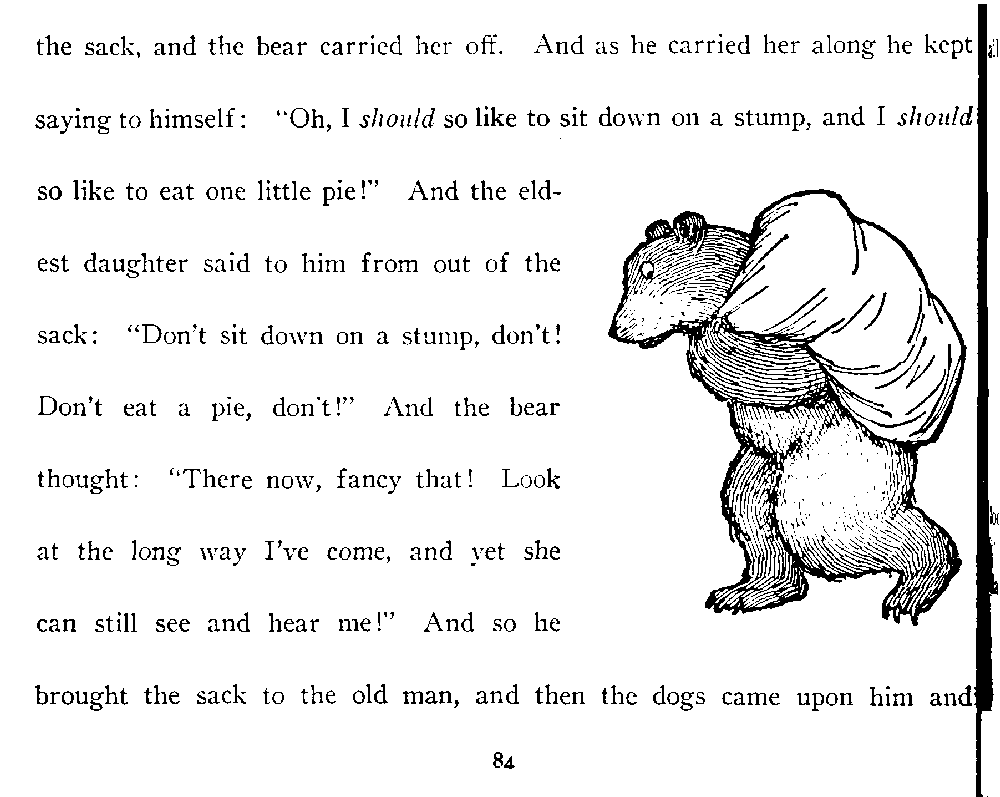 the sack, and the bear carried her off. And as he carried her along he kept
saying to himself: "Oh, I should so like to sit down on a stump, and I should
so like to eat one little pie!" And the eld-
est daughter said to him from out of the
sack: "Don't sit down on a stump, don't!
Don't eat a pie, don't!" And the bear
thought: "There now, fancy that! Look
at the long way I've come, and yet she
can still see and hear me!" And so he
brought the sack to the old man, and then the dogs came upon him and
84